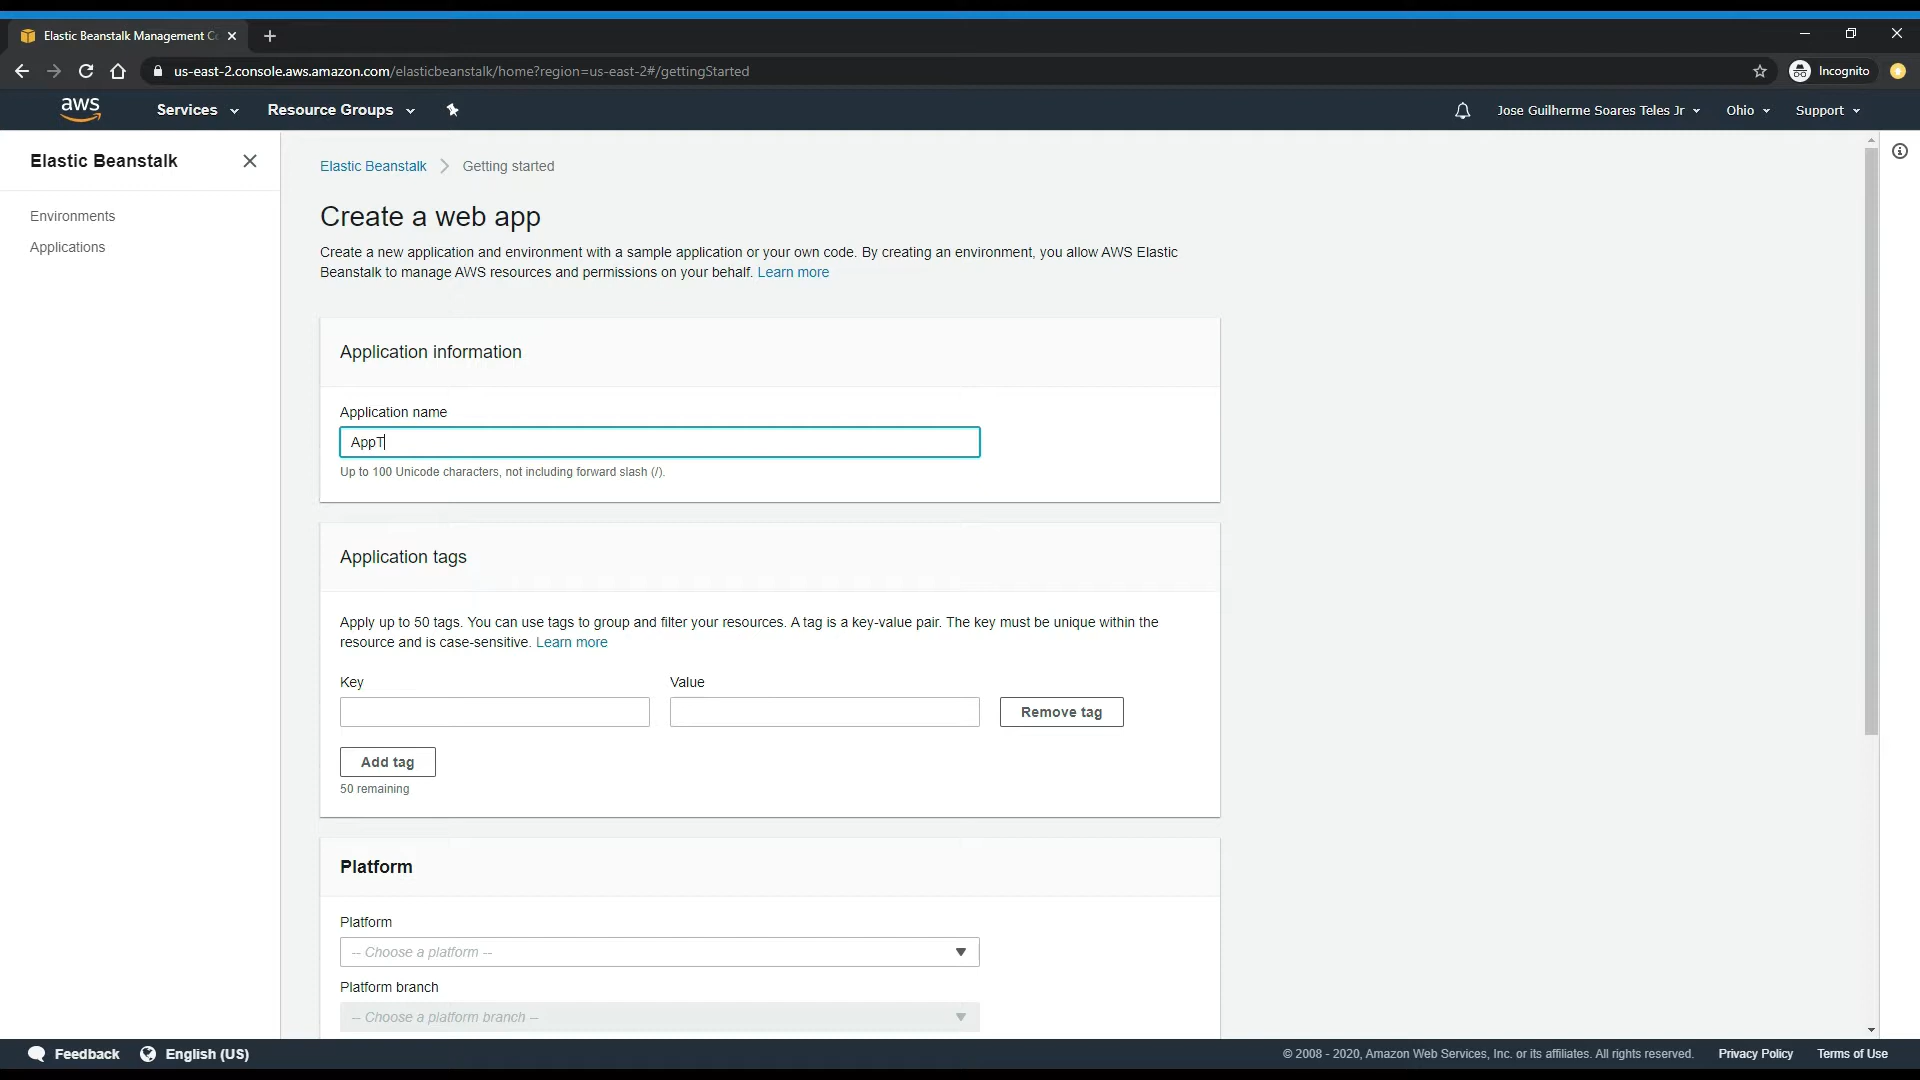 Elastic Beanstalk Management C
us-east-2.console.aws.amazon.com/elasticbeanstalk/home?region=us-east-2#/gettingStarted
Incognito
aws
Services
Resource Groups
Jose Guilherme Soares Teles Jr
Ohio
Support
Elastic Beanstalk
Environments
Applications
Elastic Beanstalk
Getting started
Create a web app
Create a new application and environment with a sample application or your own code. By creating an environment, you allow AWS Elastic
Beanstalk to manage AWS resources and permissions on your behalf. Learn more
Application information
Application name
AppT
Up to 100 Unicode characters, not including forward slash (/).
Application tags
Apply up to 50 tags. You can use tags to group and filter your resources. A tag is a key-value pair. The key must be unique within the
resource and is case-sensitive. Learn more
Key
Value
Remove tag
Add tag
50 remaining
Platform
Platform
-- Choose a platform --
Platform branch
-- Choose a platform branch --
Feedback
English (US)
© 2008 - 2020, Amazon Web Services, Inc. or its affiliates. All rights reserved.
Privacy Policy
Terms of Use